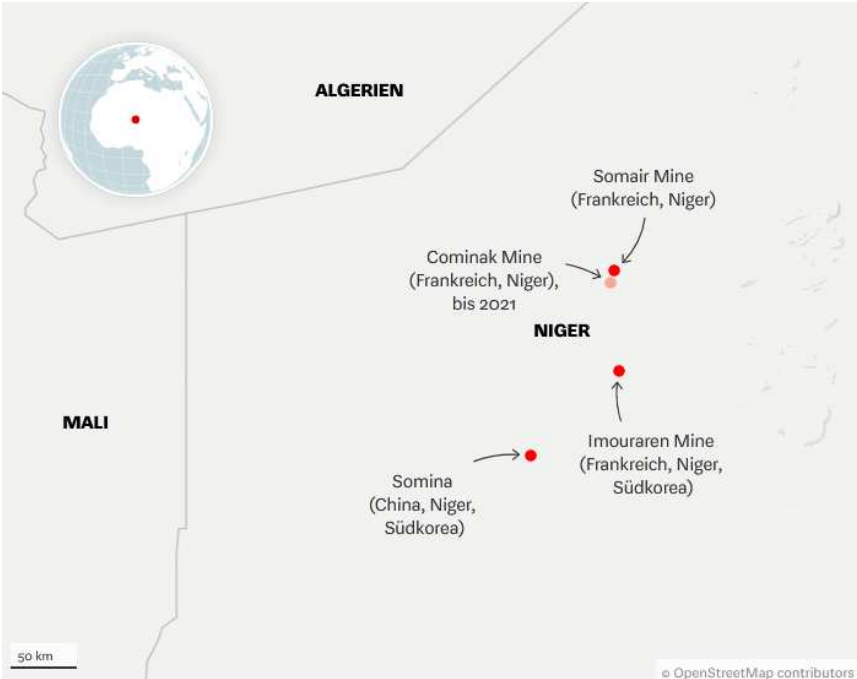 ALGERIEN
Somair Mine
(Frankreich, Niger)
Cominak Mine
(Frankreich, Niger),
bis 2021
NIGER
MALI
Imouraren Mine
(Frankreich, Niger,
Südkorea)
Somina
(China, Niger,
Südkorea)
50 km
© OpenStreetMap contributors